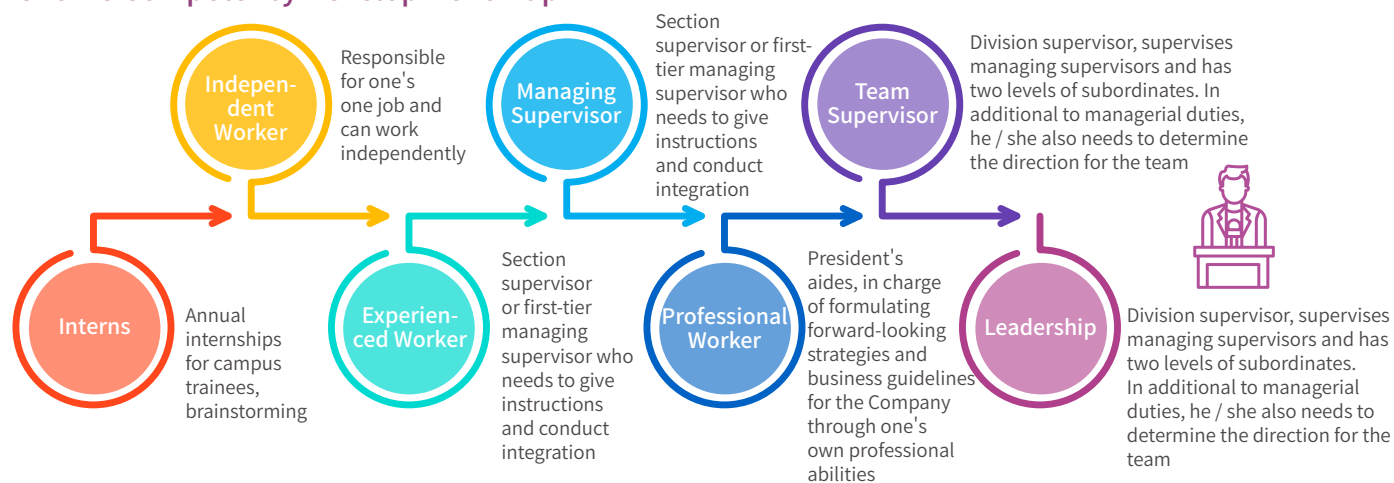 Indepen-
dent
Worker
Responsible
for one's
one job and
can work
independently
Managing
Supervisor
Section
supervisor or first-
tier managing
supervisor who
needs to give
instructions
and conduct
integration
Team
Supervisor
Division supervisor, supervises
managing supervisors and has
two levels of subordinates. In
additional to managerial duties,
he / she also needs to determine
the direction for the team
Interns
Annual
internships
for campus
trainees,
brainstorming
Experien-
ced Worker
Section
supervisor
or first-tier
managing
supervisor who
needs to give
instructions
and conduct
integration
Professional
Worker
President's
aides, in charge
of formulating
forward-looking
strategies and
business guidelines
for the Company
through one's
own professional
abilities
Leadership
Division supervisor, supervises
managing supervisors and has
two levels of subordinates.
In additional to managerial
duties, he / she also needs to
determine the direction for the
team